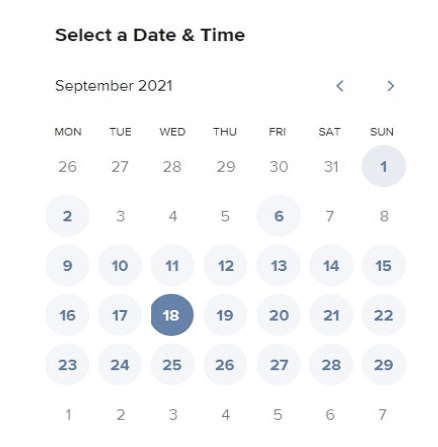 Select a Date & Time
September 2021
MON TUE WED THU FRI SAT SUN
26 27 28 29 30 31 1
2 3 4 5 6 7 8
9 10 11 12 13 14 15
16 17 18 19 20 21 22
23 24 25 26 27 28 29
1 2 3 4 5 6 7